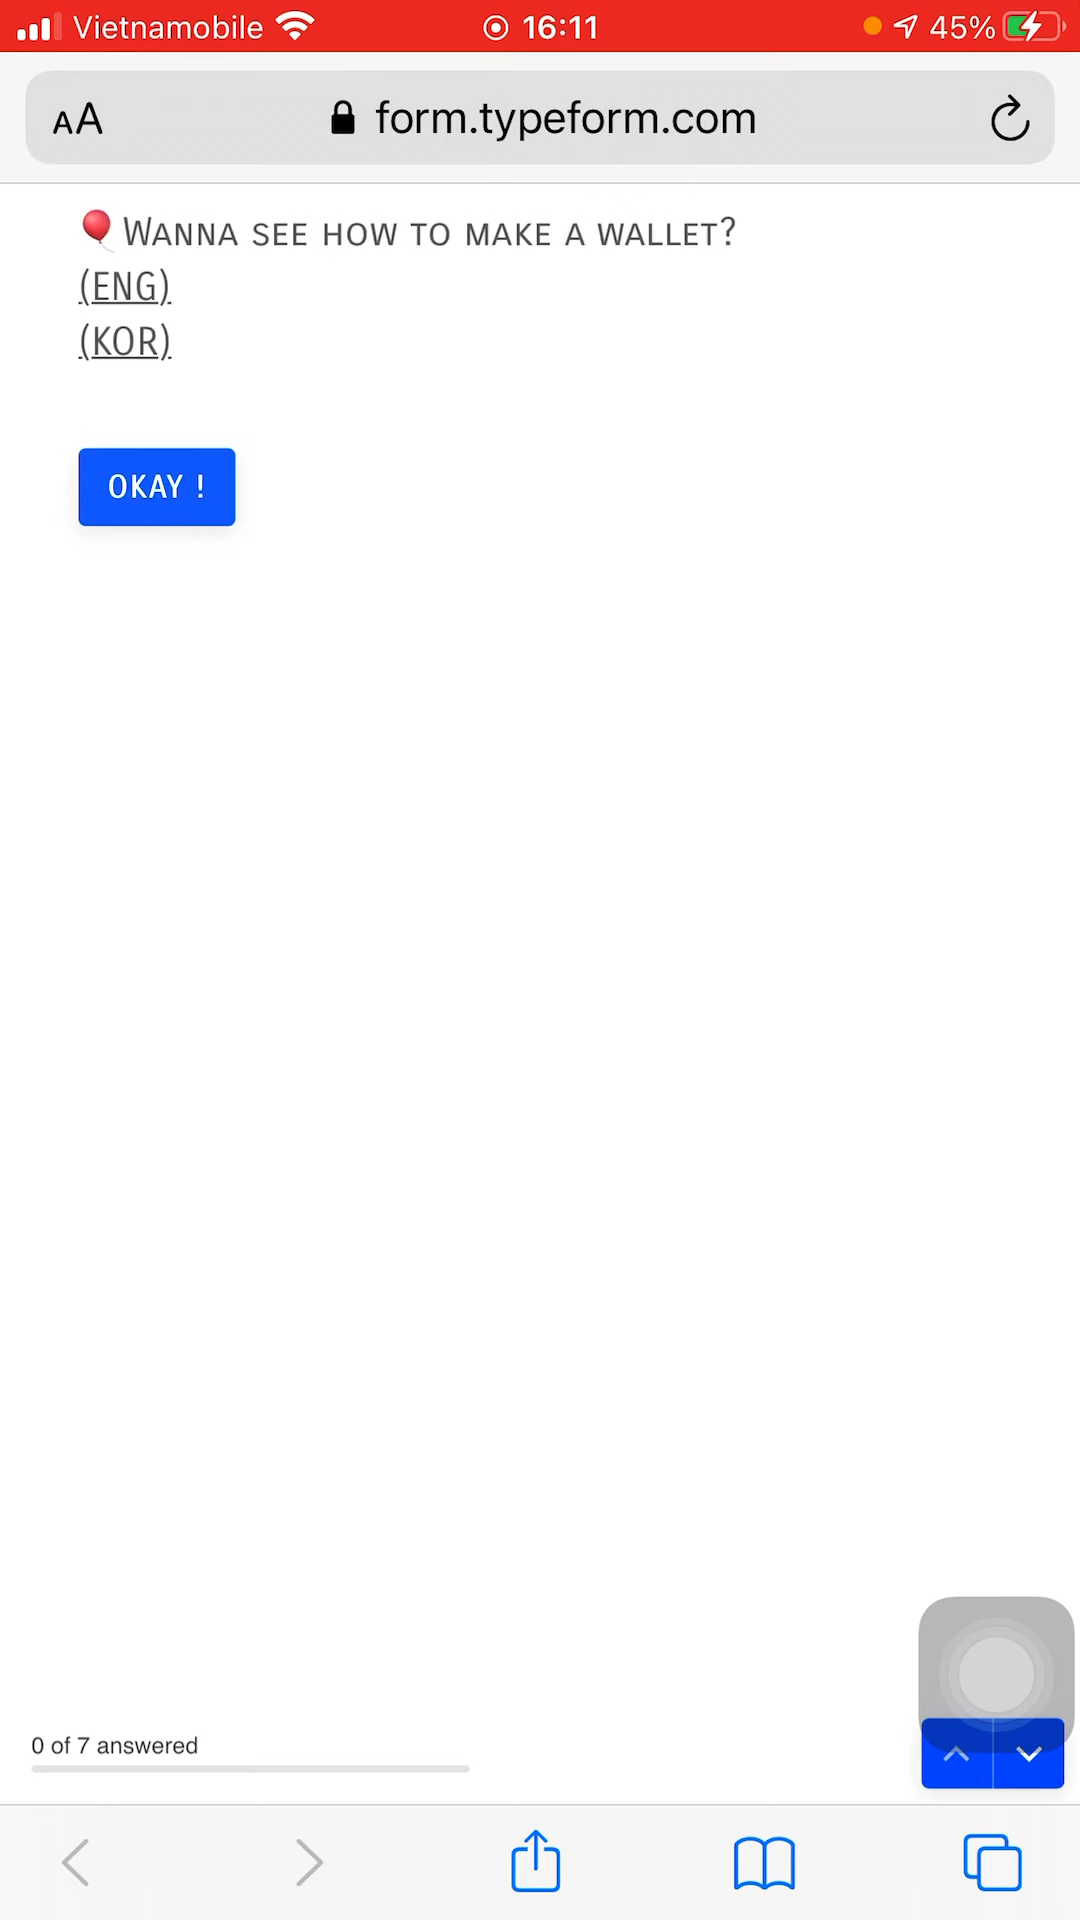 Vietnamobile 16:11 45%
AA form.typeform.com
Wanna see how to make a wallet?
(ENG)
(KOR)
OKAY !
0 of 7 answered